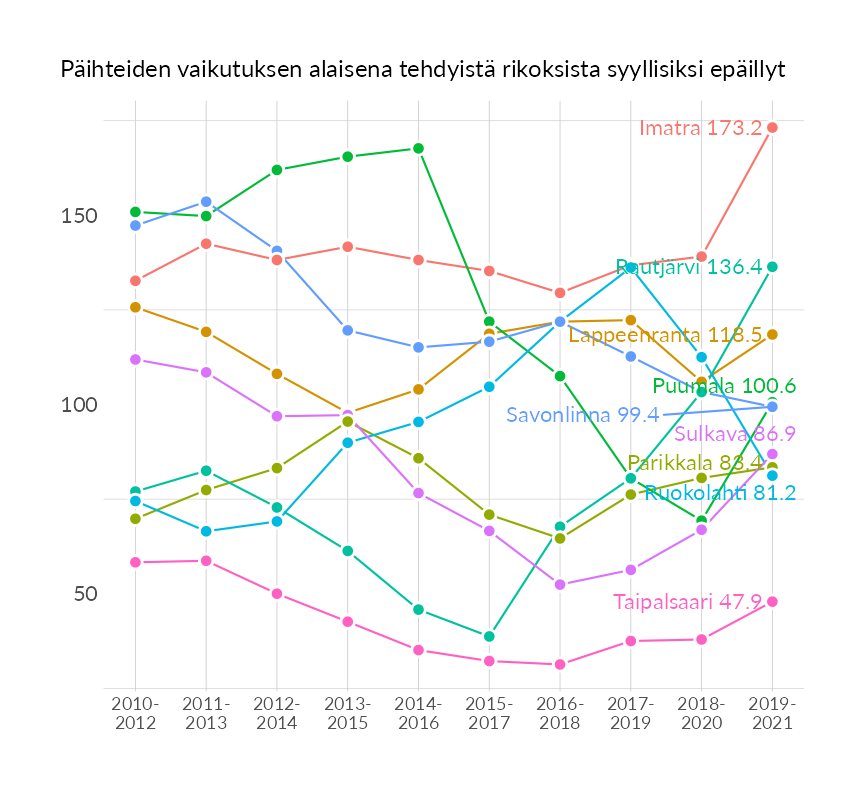 Päihteiden vaikutuksen alaisena tehdyistä rikoksista syyllisiksi epäillyt
Imatra 173.2
150
Rautjärvi 136.4
Lappeenranta 118.5
Puumala 100.6
100
Savonlinna 99.4
Sulkava 86.9
Parikkala 83.4
Ruokolahti 81.2
50
Taipalsaari 47.9
2010- 2011- 2012- 2013- 2014- 2015- 2016- 2017- 2018- 2019-
2012 2013 2014 2015 2016 2017 2018 2019 2020 2021